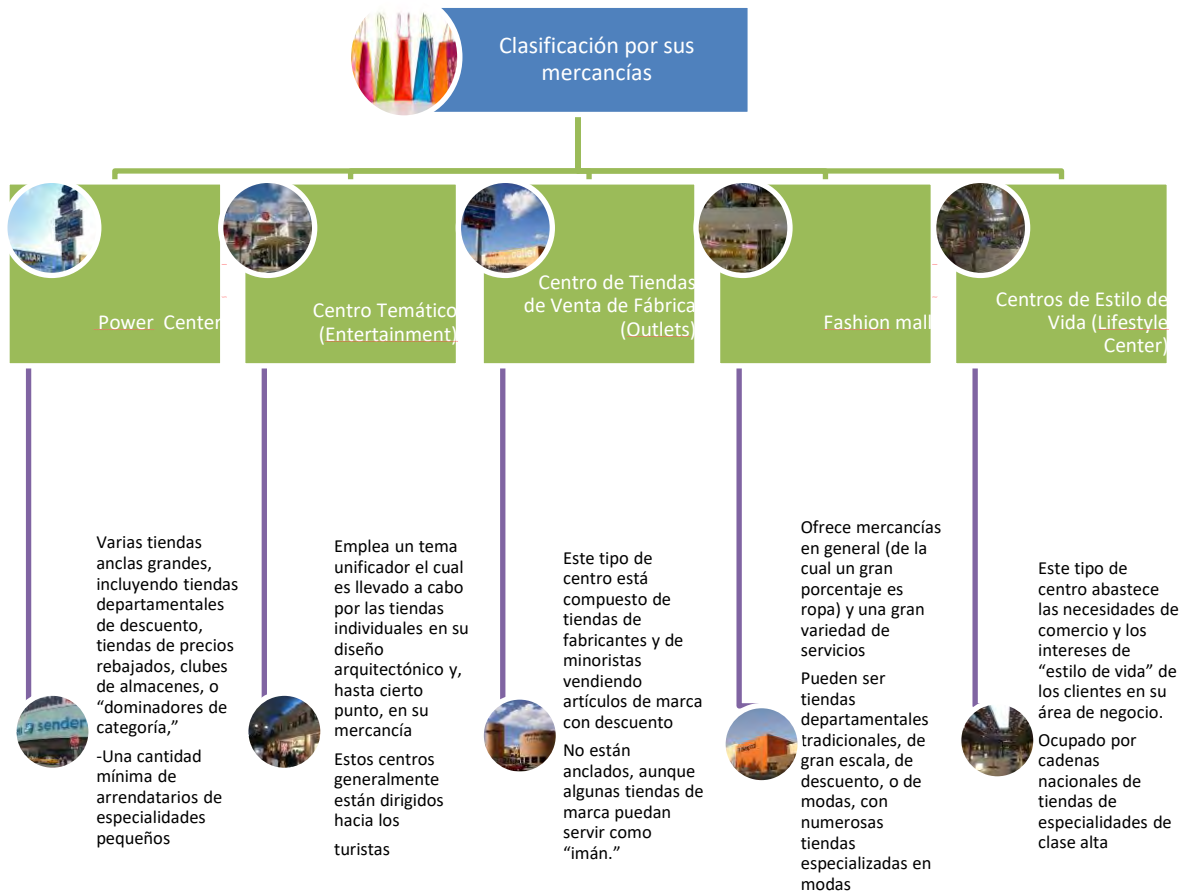 Clasificación por sus
mercancías
Power Center
Centro Temático
(Entertainment)
Centro de Tiendas
de Venta de Fábrica
(Outlets)
Fashion mall
Centros de Estilo de
Vida (Lifestyle
Center)
Varias tiendas
anclas grandes,
incluyendo tiendas
departamentales
de descuento,
tiendas de precios
rebajados, clubes
de almacenes, o
“dominadores de
categoría,”
-Una cantidad
mínima de
arrendatarios de
especialidades
pequeños
Emplea un tema
unificador el cual
es llevado a cabo
por las tiendas
individuales en su
diseño
arquitectónico y,
hasta cierto
punto, en su
mercancía
Estos centros
generalmente
están dirigidos
hacia los
turistas
Este tipo de
centro está
compuesto de
tiendas de
fabricantes y de
minoristas
vendiendo
artículos de marca
con descuento
No están
anclados, aunque
algunas tiendas de
marca puedan
servir como
“imán.”
Ofrece mercancías
en general (de la
cual un gran
porcentaje es
ropa) y una gran
variedad de
servicios
Pueden ser
tiendas
departamentales
tradicionales, de
gran escala, de
descuento, o de
modas, con
numerosas
tiendas
especializadas en
modas
Este tipo de
centro abastece
las necesidades de
comercio y los
intereses de
“estilo de vida” de
los clientes en su
área de negocio.
Ocupado por
cadenas
nacionales de
tiendas de
especialidades de
clase alta
MART
outlet
sender